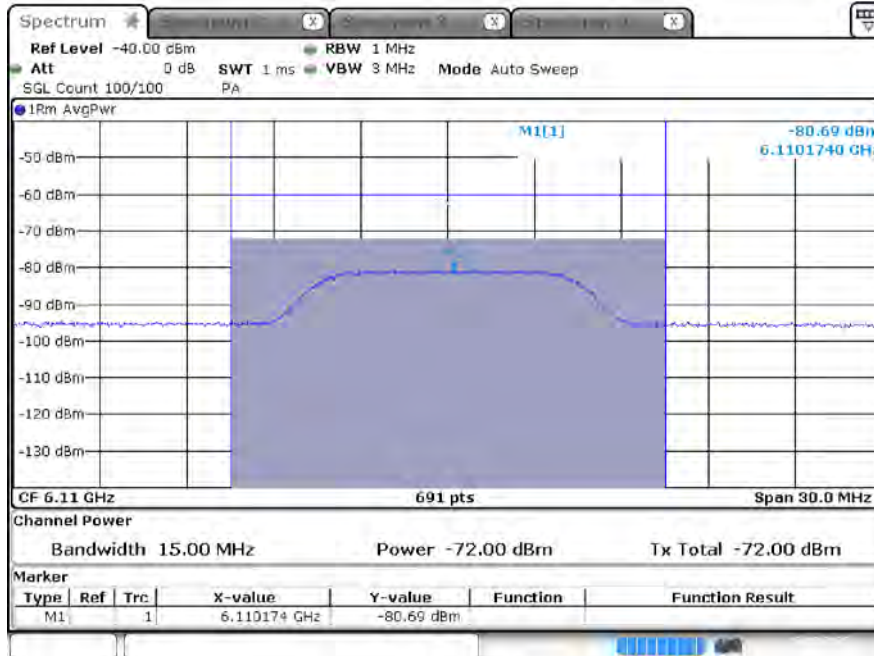 Spectrum
Ref Level -40.00 dBm RBW 1 MHz
Att 0 dB SWT 1 ms VBW 3 MHz Mode Auto Sweep
SGL Count 100/100 PA
1Rm AvgPwr
M1[1] -80.69 dBm
6.1101740 GH
-50 dBm
-60 dBm
-70 dBm
-80 dBm
-90 dBm
-100 dBm
-110 dBm
-120 dBm
-130 dBm
CF 6.11 GHz 691 pts Span 30.0 MHz
Channel Power
Bandwidth 15.00 MHz Power -72.00 dBm Tx Total -72.00 dBm
Marker
Type Ref Trc X-value Y-value Function Function Result
M1 1 6.110174 GHz -80.69 dBm